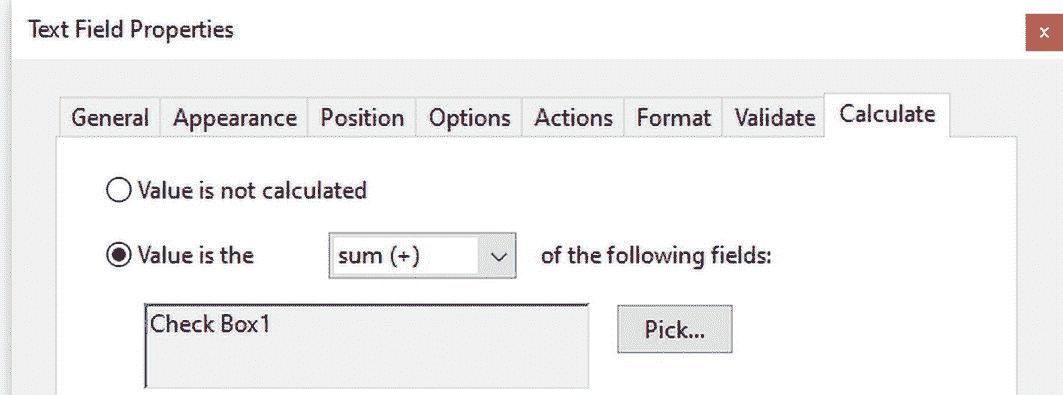 Text Field Properties
x
General Appearance Position Options Actions Format Validate Calculate
Value is not calculated
Value is the sum (+) of the following fields:
Check Box1
Pick...